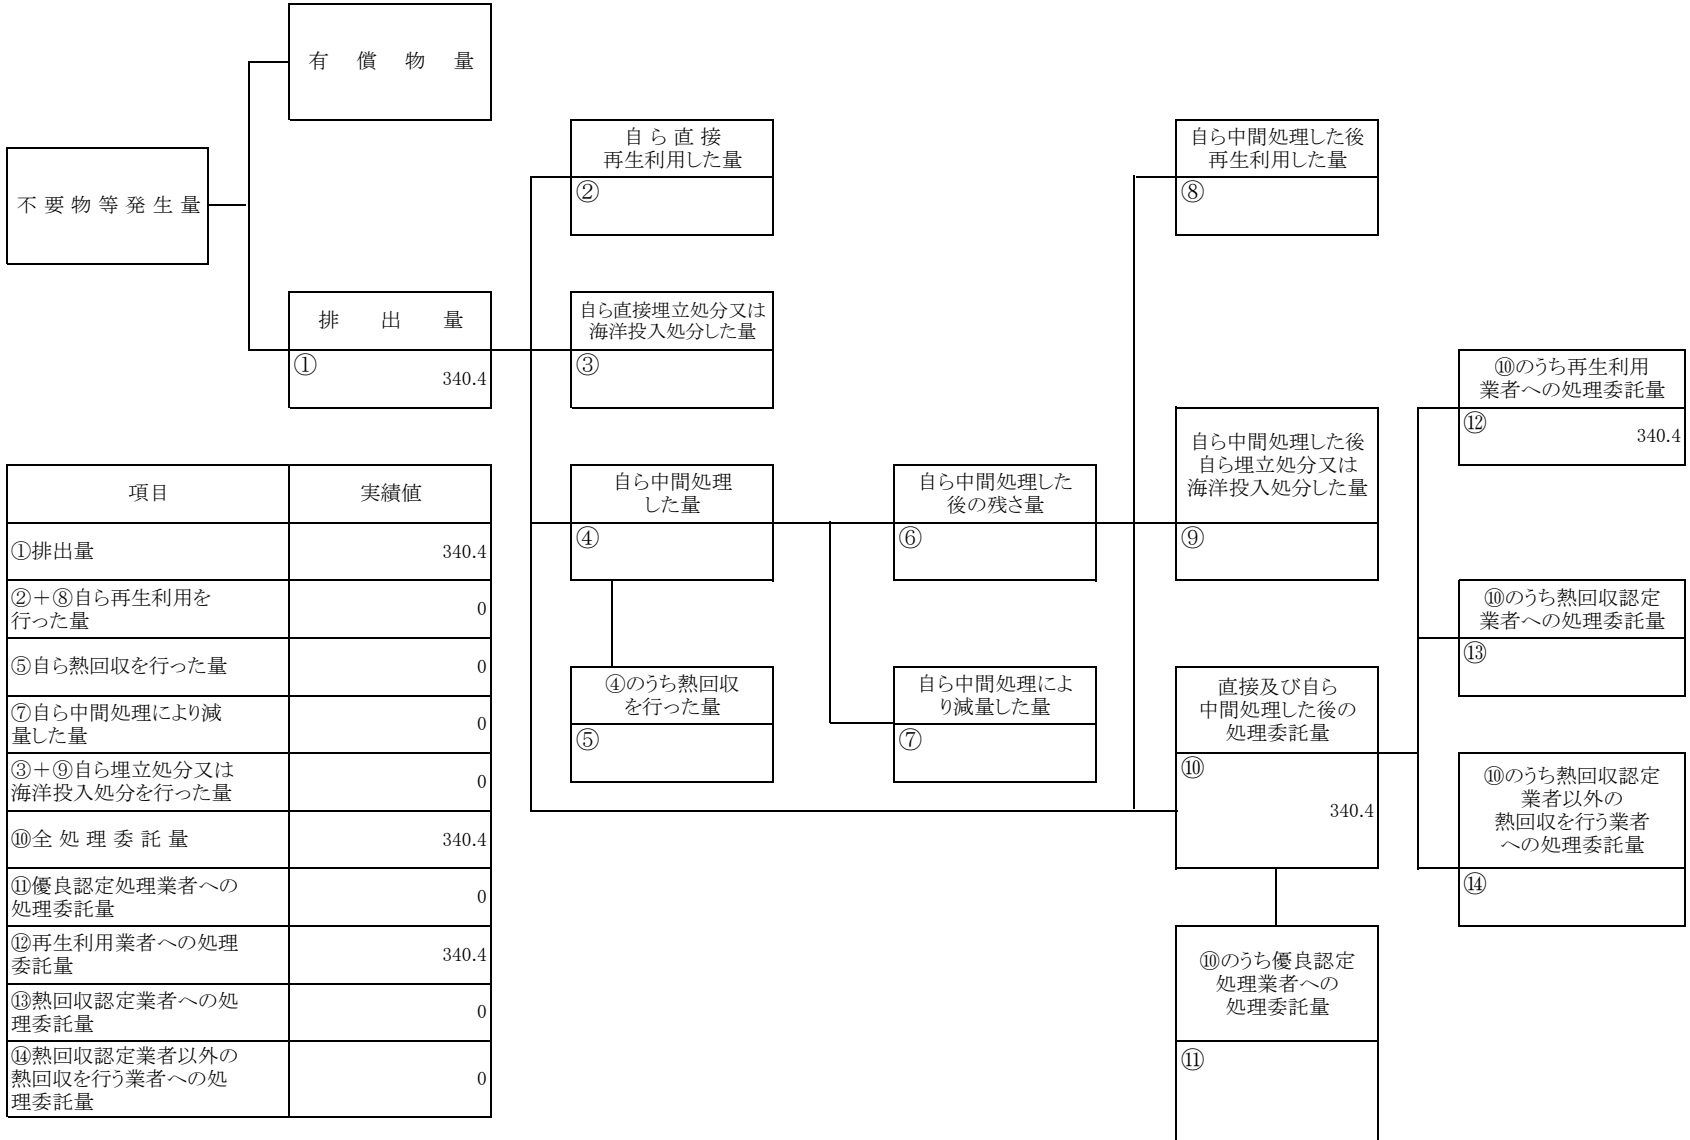 有償物量
不要物等発生量
排出量
①
340.4
自ら直接
再生利用した量
②
自ら直接埋立処分又は
海洋投入処分した量
③
自ら中間処理
した量
④
④のうち熱回収
を行った量
⑤
自ら中間処理した
後の残さ量
⑥
自ら中間処理によ
り減量した量
⑦
自ら中間処理した後
再生利用した量
⑧
自ら中間処理した後
自ら埋立処分又は
海洋投入処分した量
⑨
直接及び自ら
中間処理した後の
処理委託量
⑩
340.4
⑩のうち優良認定
処理業者への
処理委託量
⑪
⑩のうち再生利用
業者への処理委託量
⑫
340.4
⑩のうち熱回収認定
業者への処理委託量
⑬
⑩のうち熱回収認定
業者以外の
熱回収を行う業者
への処理委託量
⑭
項目 実績値
①排出量 340.4
②＋⑧自ら再生利用を
行った量 0
⑤自ら熱回収を行った量 0
⑦自ら中間処理により減
量した量 0
③＋⑨自ら埋立処分又は
海洋投入処分を行った量 0
⑩全処理委託量 340.4
⑪優良認定処理業者への
処理委託量 0
⑫再生利用業者への処理
委託量 340.4
⑬熱回収認定業者への処
理委託量 0
⑭熱回収認定業者以外の
熱回収を行う業者への処
理委託量 0